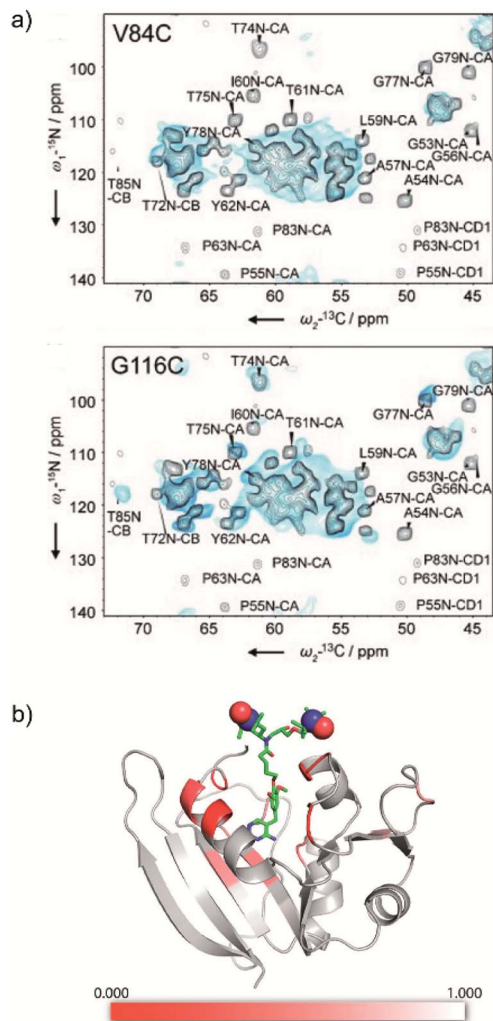 a)
V84C
T74N-CA
G79N-CA
I60N-CA
G77N-CA
T75N-CA
T61N-CA
Y78N-CA
L59N-CA
G53N-CA
G56N-CA
T85N
-CB
T72N-CB
Y62N-CA
A57N-CA
A54N-CA
P83N-CA
P83N-CD1
P63N-CA
P63N-CD1
P55N-CA
P55N-CD1
100
110
120
130
140
ω1-15N / ppm
70 65 60 55 50 45
ω2-13C / ppm
G116C
T74N-CA
G79N-CA
I60N-CA
G77N-CA
T75N-CA
T61N-CA
Y78N-CA
L59N-CA
G53N-CA
G56N-CA
T85N
-CB
T72N-CB
Y62N-CA
A57N-CA
A54N-CA
P83N-CA
P83N-CD1
P63N-CA
P63N-CD1
P55N-CA
P55N-CD1
100
110
120
130
140
ω1-15N / ppm
70 65 60 55 50 45
ω2-13C / ppm
b)
0.000 1.000